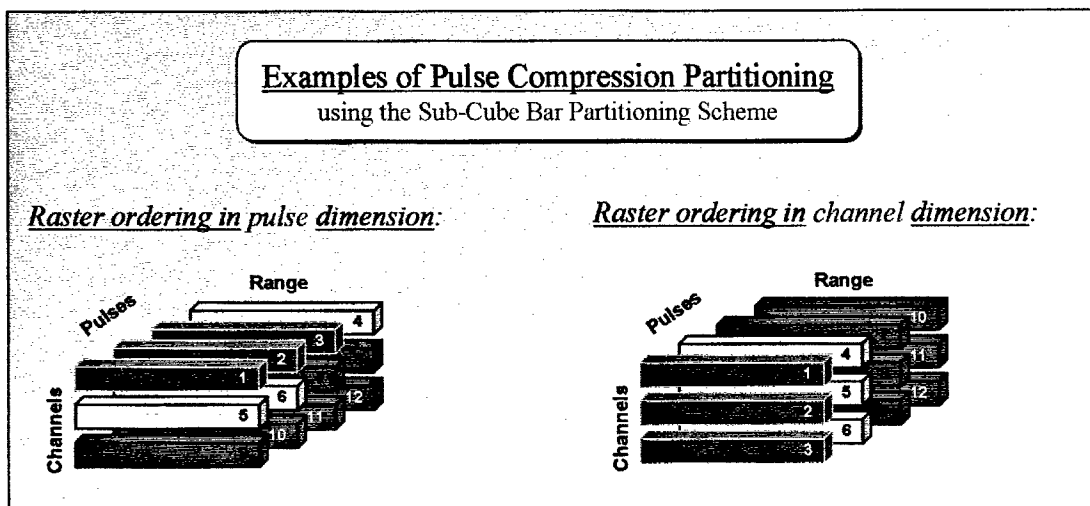 Examples of Pulse Compression Partitioning
using the Sub-Cube Bar Partitioning Scheme
Raster ordering in pulse dimension:
Raster ordering in channel dimension:
Range
Pulses
Channels
4
3
2
1
6
5
12
11
10
Range
Pulses
Channels
10
4
11
1
5
12
2
6
3